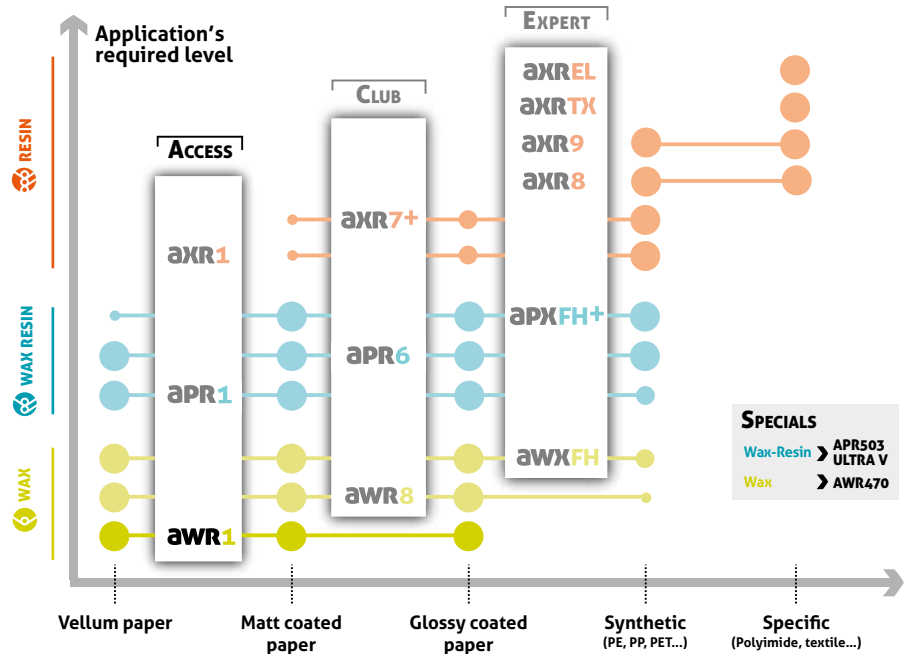 Application's
required level
EXPERT
CLUB
ACCESS
RESIN
WAX RESIN
WAX
aXREL
aXRTX
aXR9
aXR8
aXR7+
aXR1
aPXFH+
aPR6
aPR1
aWXFH
aWR8
aWR1
SPECIALS
Wax-Resin > APR503
ULTRA V
Wax > AWR470
Vellum paper
Matt coated
paper
Glossy coated
paper
Synthetic
(PE, PP, PET...)
Specific
(Polyimide, textile...)